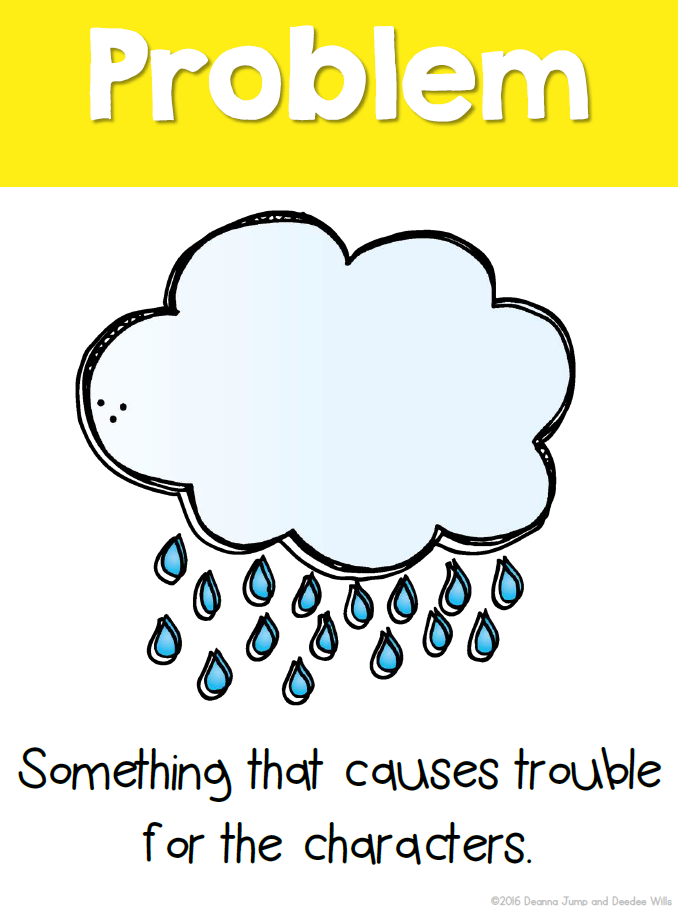 Problem
Something that causes trouble
for the characters.
©2016 Deanna Jump and Deedee Wills